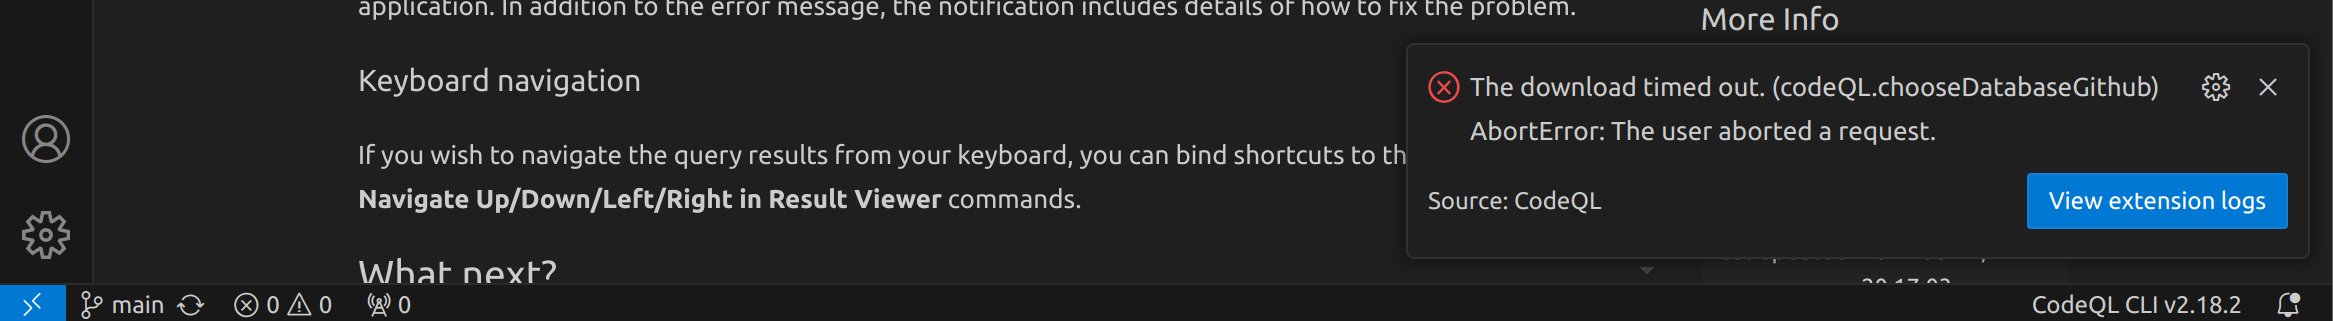 application. In addition to the error message, the notification includes details of how to fix the problem.
Keyboard navigation
If you wish to navigate the query results from your keyboard, you can bind shortcuts to th
Navigate Up/Down/Left/Right in Result Viewer commands.
What next?
More Info
The download timed out. (codeQL.chooseDatabaseGithub)
AbortError: The user aborted a request.
Source: CodeQL
View extension logs
main
0
0
0
CodeQL CLI v2.18.2